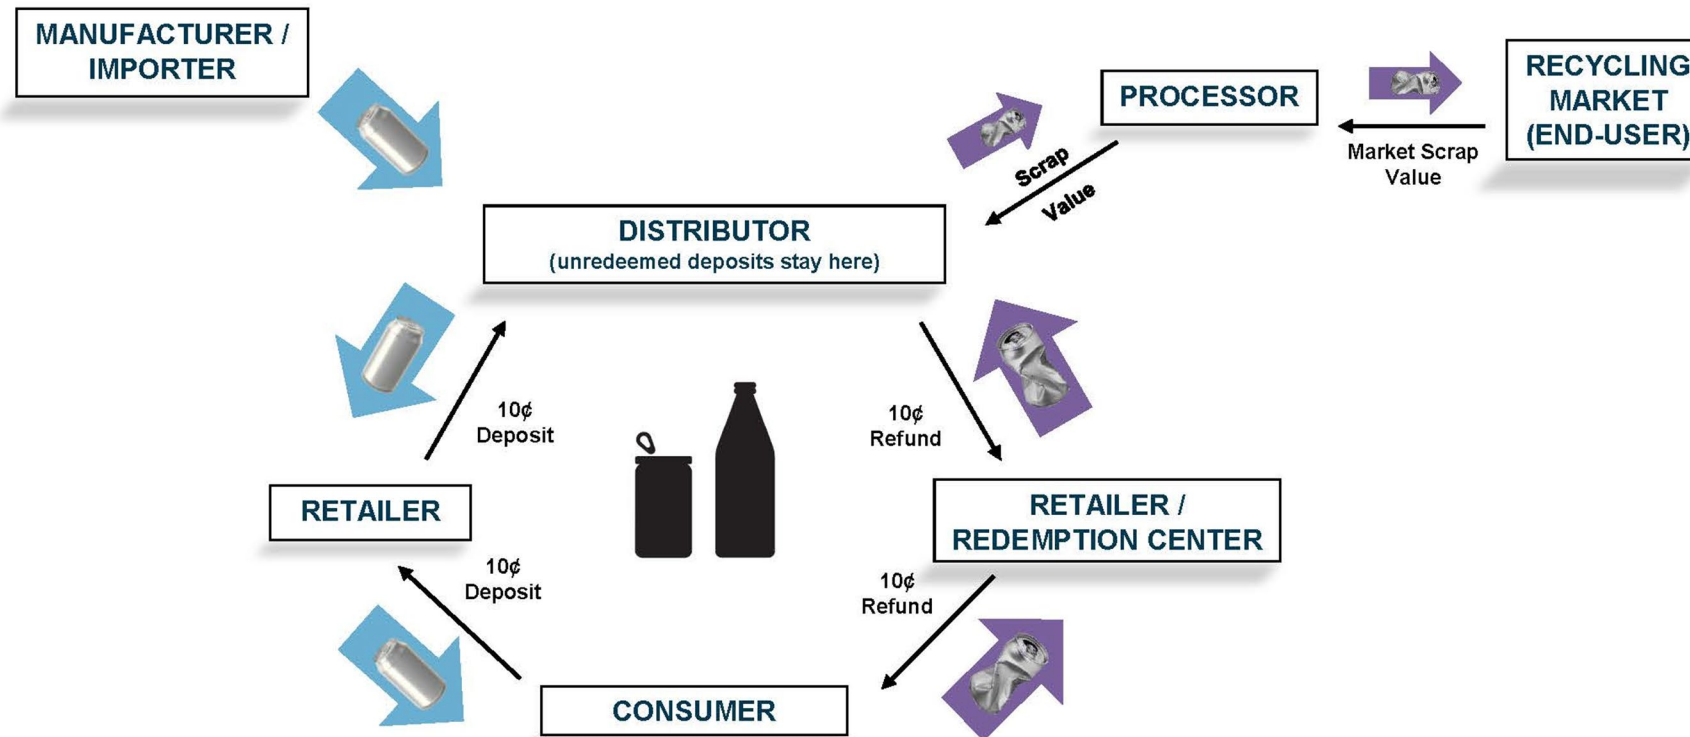 MANUFACTURER /
IMPORTER
PROCESSOR
RECYCLING
MARKET
(END-USER)
Market Scrap
Value
Scrap
Value
DISTRIBUTOR
(unredeemed deposits stay here)
10¢
Deposit
10¢
Refund
RETAILER
RETAILER /
REDEMPTION CENTER
10¢
Deposit
10¢
Refund
CONSUMER